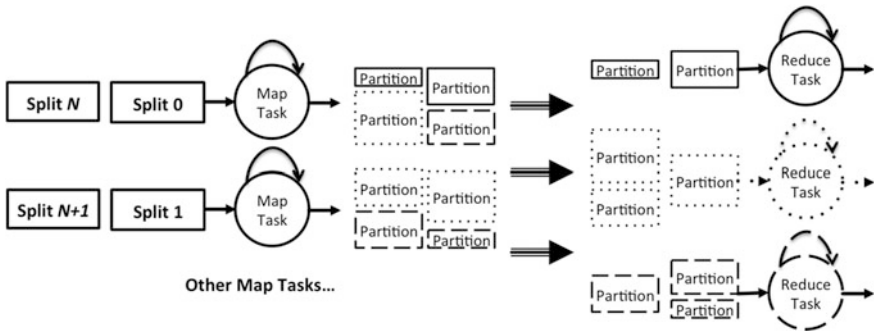 Split N
Split 0
Map
Task
Partition
Partition
Partition
Partition
Split N+1
Split 1
Map
Task
Partition
Partition
Partition
Partition
Other Map Tasks…
Partition
Partition
Reduce
Task
Partition
Partition
Partition
Reduce
Task
Partition
Partition
Partition
Reduce
Task